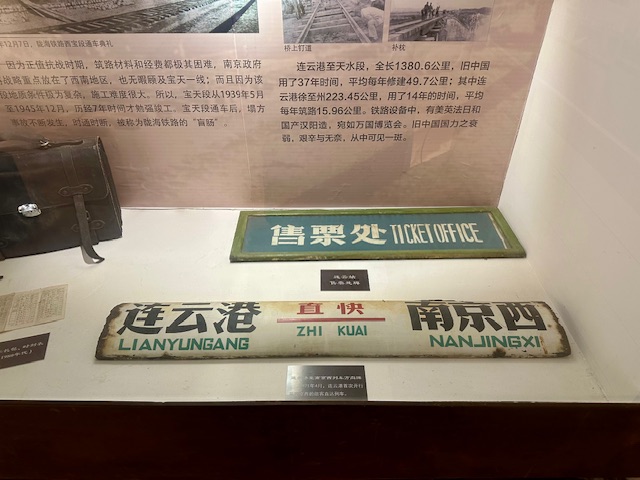 12月7日，陇海铁路西宝段通车典礼
桥上钉道
补枕
因为正值抗战时期，筑路材料和经费都极其困难，南京政府
战略重点放在了西南地区，也无暇顾及宝天一线；而且因为该
地质条件极为复杂，施工难度很大。所以，宝天段从1939年5月
至1945年12月，历经7年时间才勉强竣工。宝天段通车后，塌方
事故不断发生，时通时断，被称为陇海铁路的“盲肠”。
连云港至天水段，全长1380.6公里，旧中国
用了37年时间，平均每年修建49.7公里；其中连
云港徐至州223.45公里，用了14年的时间，平均
每年筑路15.96公里。铁路设备中，有美英法日和
国产汉阳造，宛如万国博览会。旧中国国力之衰
弱，艰辛与无奈，从中可见一斑。
售票处 TICKET OFFICE
连云港 直快 南京西
LIANYUNGANG ZHI KUAI NANJINGXI